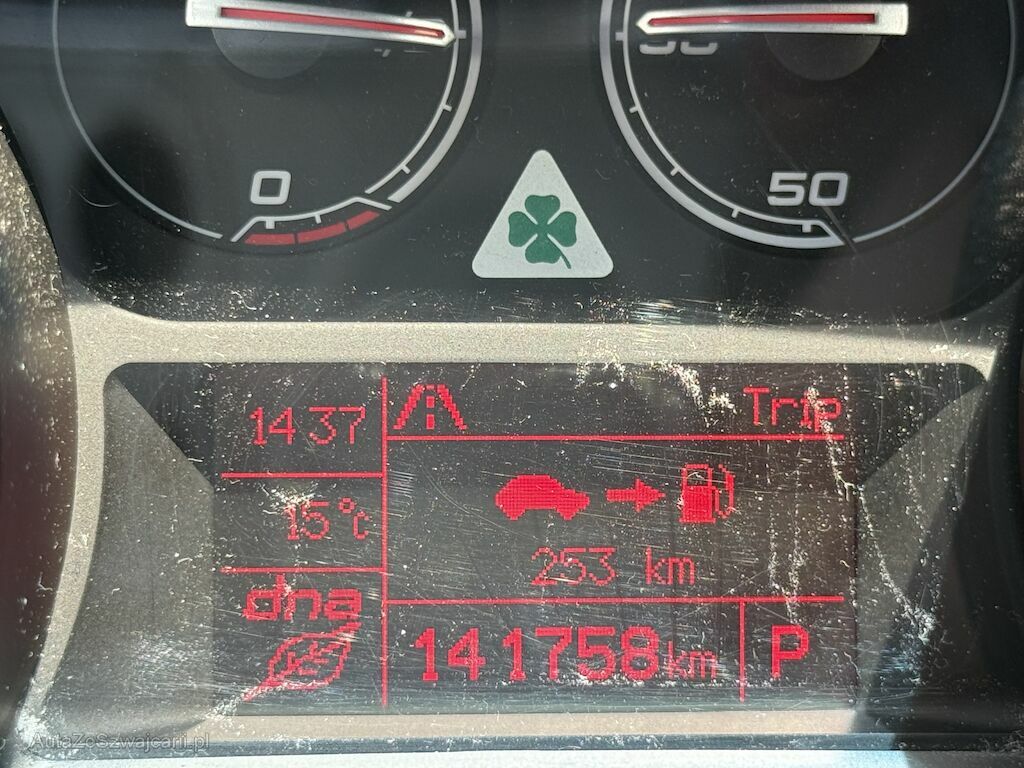 0
50
14 37
Trip
15°c
253 km
dna
141758 km
P
AutaZeSzwajcarii.pl